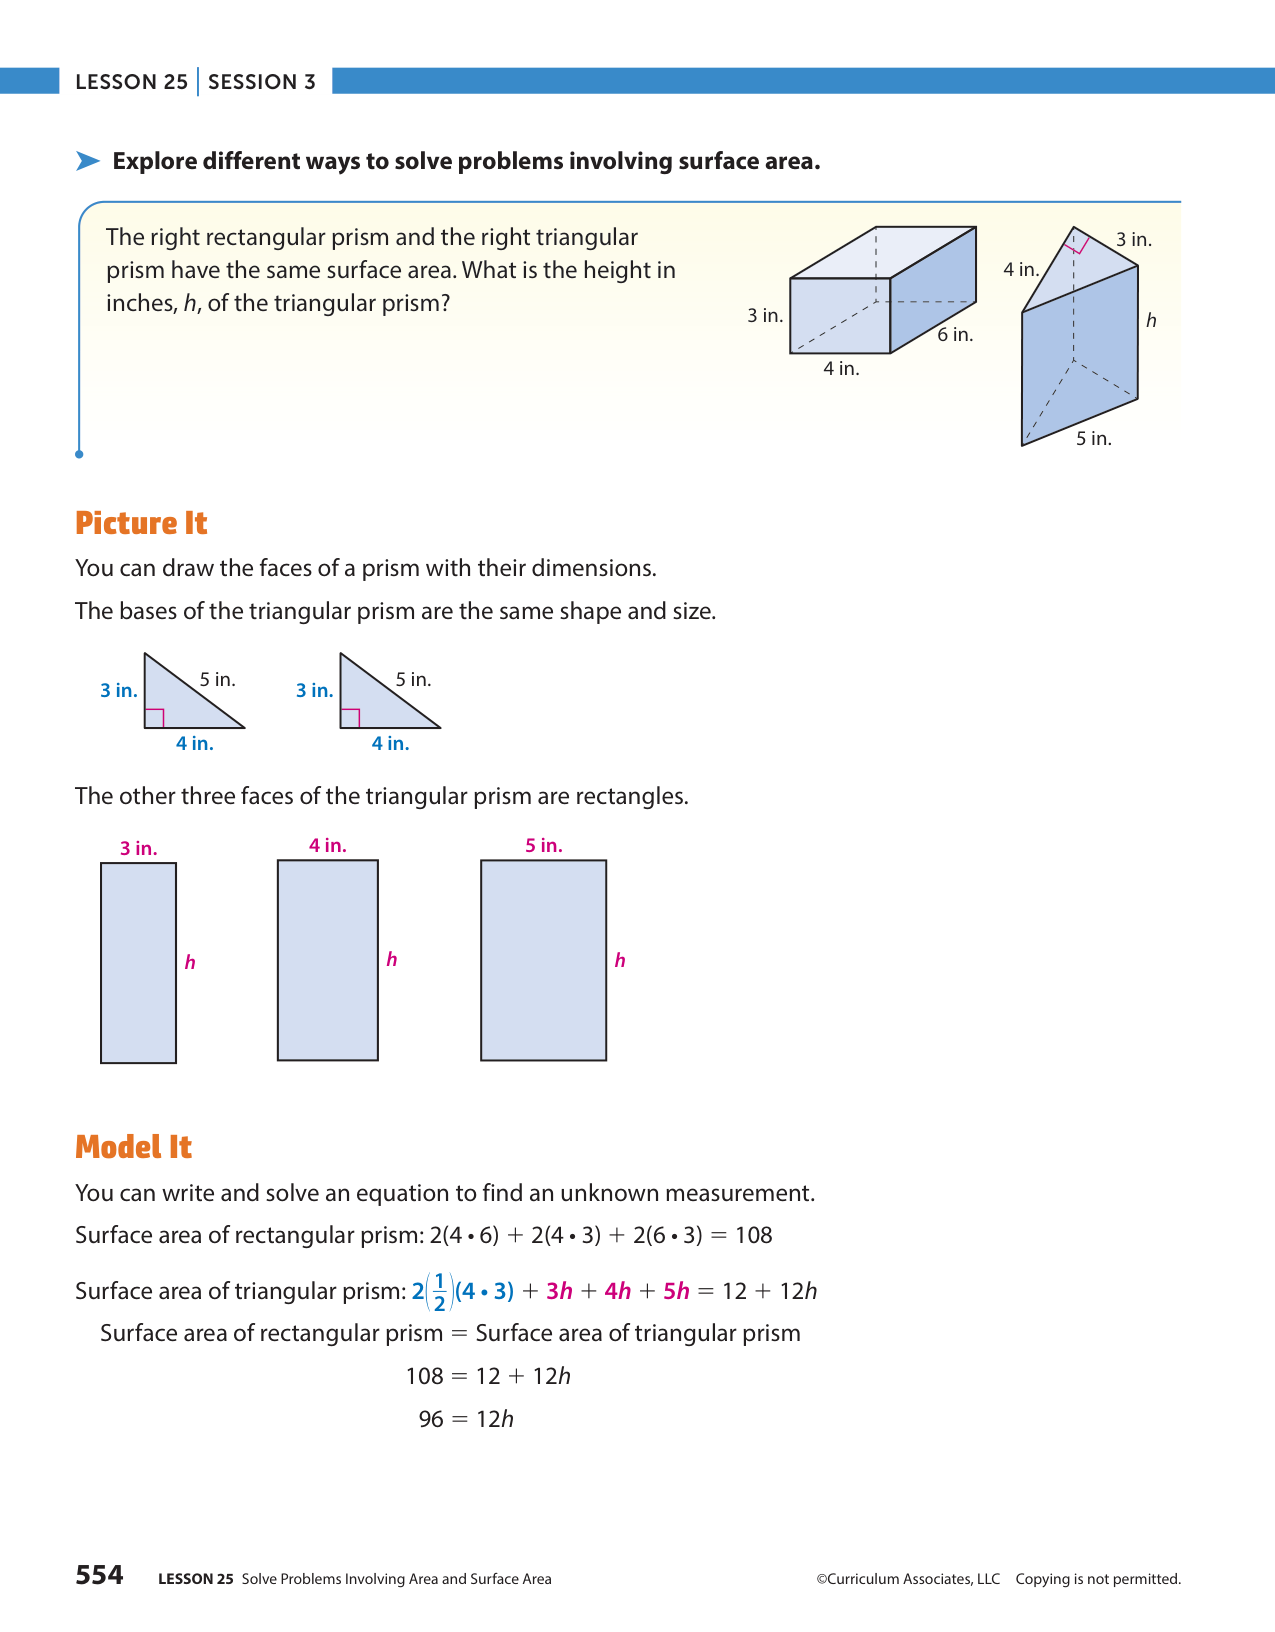 LESSON 25 | SESSION 3
➤ Explore different ways to solve problems involving surface area.
The right rectangular prism and the right triangular
prism have the same surface area. What is the height in
inches, h, of the triangular prism?
3 in.
4 in.
6 in.
4 in.
3 in.
h
5 in.
Picture It
You can draw the faces of a prism with their dimensions.
The bases of the triangular prism are the same shape and size.
3 in.
5 in.
4 in.
3 in.
5 in.
4 in.
The other three faces of the triangular prism are rectangles.
3 in.
h
4 in.
h
5 in.
h
Model It
You can write and solve an equation to find an unknown measurement.
Surface area of rectangular prism: 2(4 • 6) + 2(4 • 3) + 2(6 • 3) = 108
Surface area of triangular prism: 2(1/2)(4 • 3) + 3h + 4h + 5h = 12 + 12h
Surface area of rectangular prism = Surface area of triangular prism
108 = 12 + 12h
96 = 12h
554 LESSON 25 Solve Problems Involving Area and Surface Area ©Curriculum Associates, LLC Copying is not permitted.